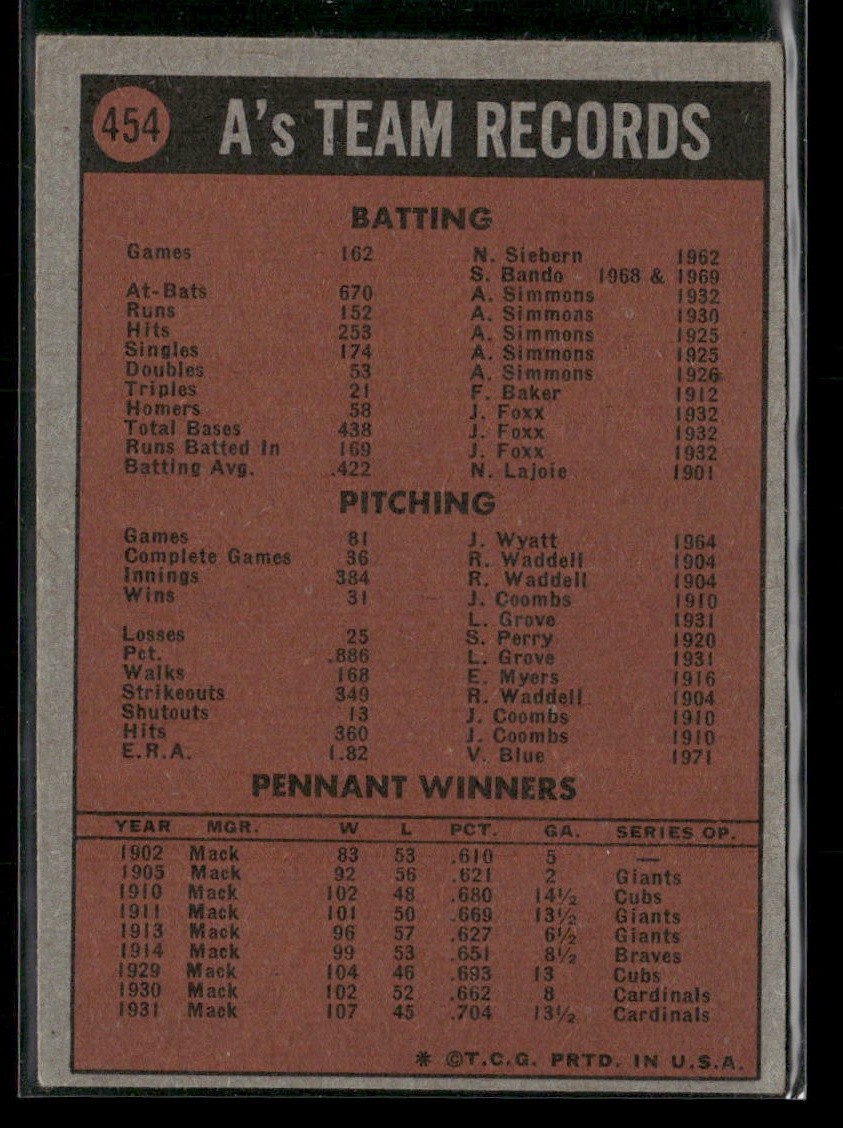 454 A's TEAM RECORDS
BATTING
Games 162 N. Siebern 1962
S. Bando 1968 & 1969
At-Bats 670 A. Simmons 1932
Runs 152 A. Simmons 1930
Hits 253 A. Simmons 1925
Singles 174 A. Simmons 1925
Doubles 53 A. Simmons 1926
Triples 21 F. Baker 1912
Homers 58 J. Foxx 1932
Total Bases 438 J. Foxx 1932
Runs Batted In 169 J. Foxx 1932
Batting Avg. .422 N. Lajoie 1901
PITCHING
Games 81 J. Wyatt 1964
Complete Games 36 R. Waddell 1904
Innings 384 R. Waddell 1904
Wins 31 J. Coombs 1910
L. Grove 1931
Losses 25 S. Perry 1920
Pct. .886 L. Grove 1931
Walks 168 E. Myers 1916
Strikeouts 349 R. Waddell 1904
Shutouts 13 J. Coombs 1910
Hits 360 J. Coombs 1910
E.R.A. 1.82 V. Blue 1971
PENNANT WINNERS
YEAR MGR. W L PCT. GA. SERIES OP.
1902 Mack 83 53 .610 5 —
1905 Mack 92 56 .621 2 Giants
1910 Mack 102 48 .680 14½ Cubs
1911 Mack 101 50 .669 13½ Giants
1913 Mack 96 57 .627 6½ Giants
1914 Mack 99 53 .651 8½ Braves
1929 Mack 104 46 .693 13 Cubs
1930 Mack 102 52 .662 8 Cardinals
1931 Mack 107 45 .704 13½ Cardinals
* ©T.C.G. PRTD. IN U.S.A.